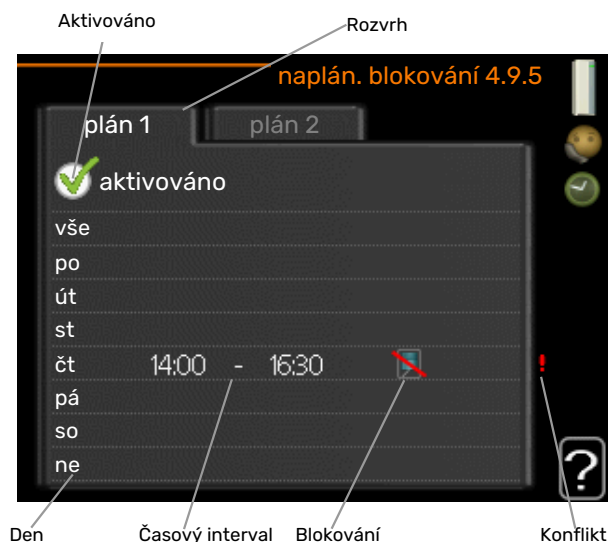 Aktivováno
Rozvrh
naplán. blokování 4.9.5
plán 1
plán 2
aktivováno
vše
po
út
st
čt 14:00 - 16:30 !
pá
so
ne
?
Den
Časový interval
Blokování
Konflikt